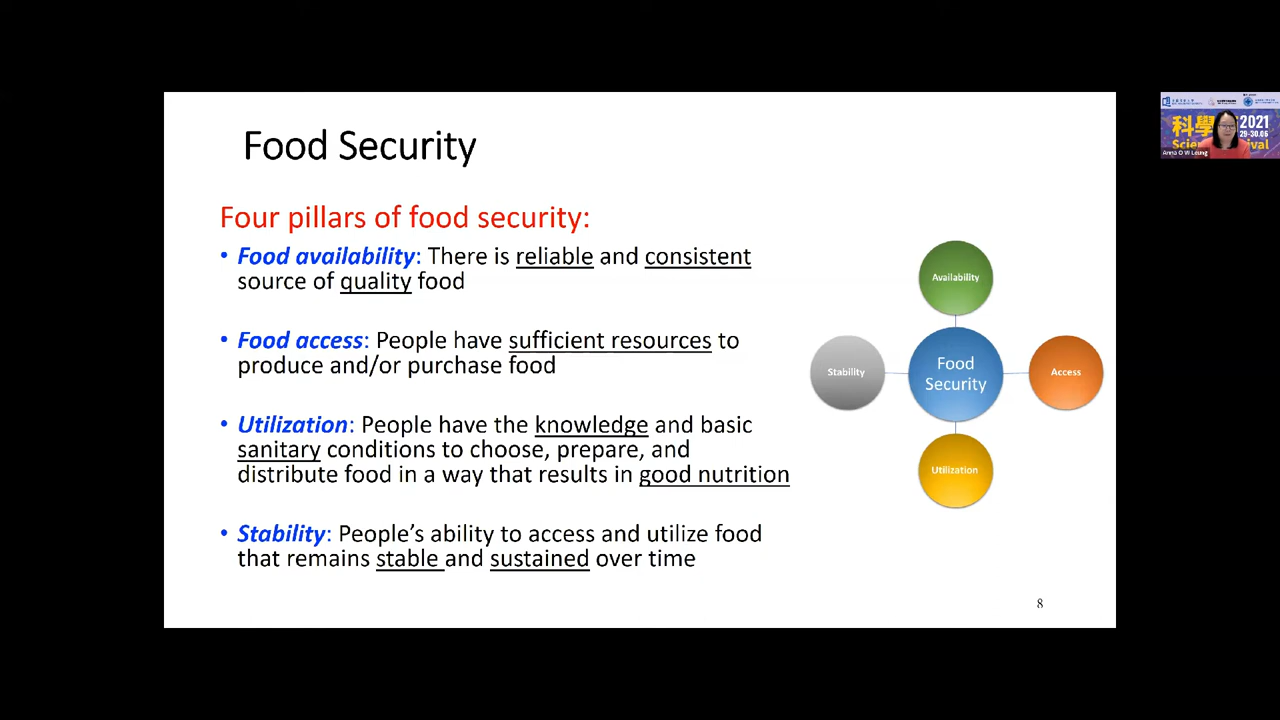 Food Security
Four pillars of food security:
• Food availability: There is reliable and consistent
source of quality food
• Food access: People have sufficient resources to
produce and/or purchase food
• Utilization: People have the knowledge and basic
sanitary conditions to choose, prepare, and
distribute food in a way that results in good nutrition
• Stability: People's ability to access and utilize food
that remains stable and sustained over time
Availability
Stability
Food
Security
Access
Utilization
8
科學 2021
29-30.06
Anna O W Leung